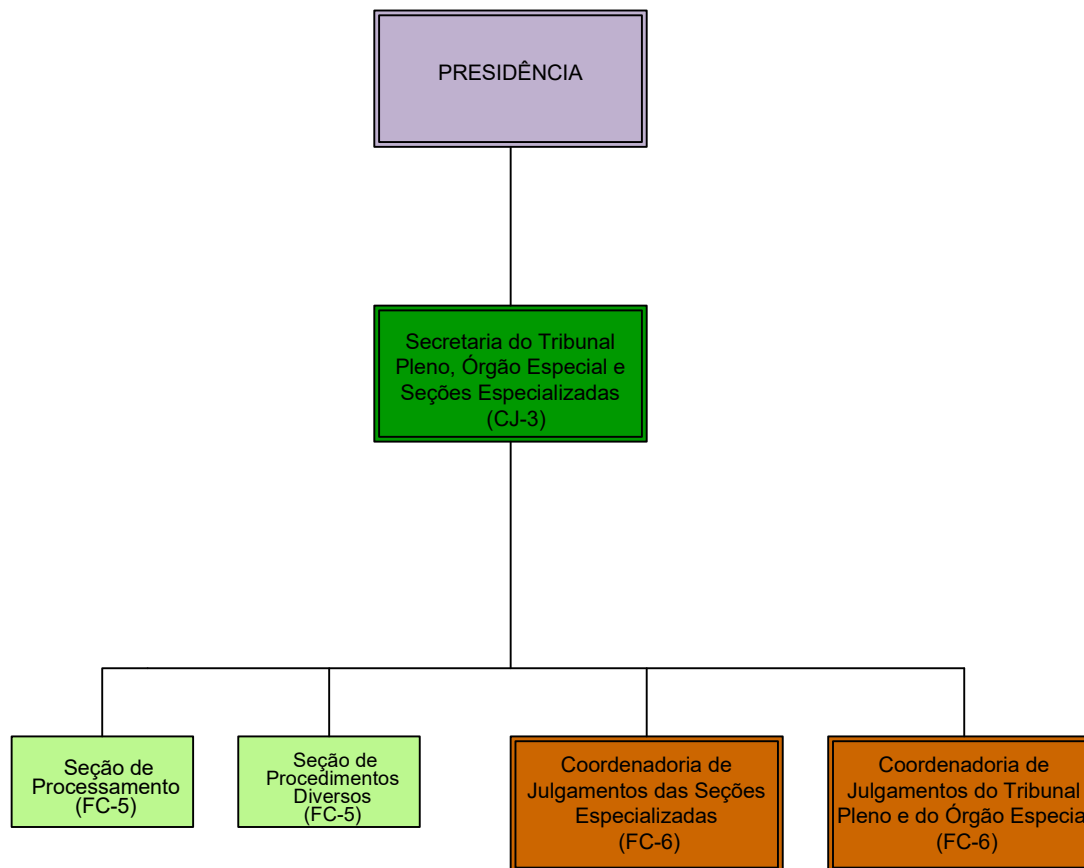 PRESIDÊNCIA
Secretaria do Tribunal
Pleno, Órgão Especial e
Seções Especializadas
(CJ-3)
Seção de
Processamento
(FC-5)
Seção de
Procedimentos
Diversos
(FC-5)
Coordenadoria de
Julgamentos das Seções
Especializadas
(FC-6)
Coordenadoria de
Julgamentos do Tribunal
Pleno e do Órgão Especia
(FC-6)